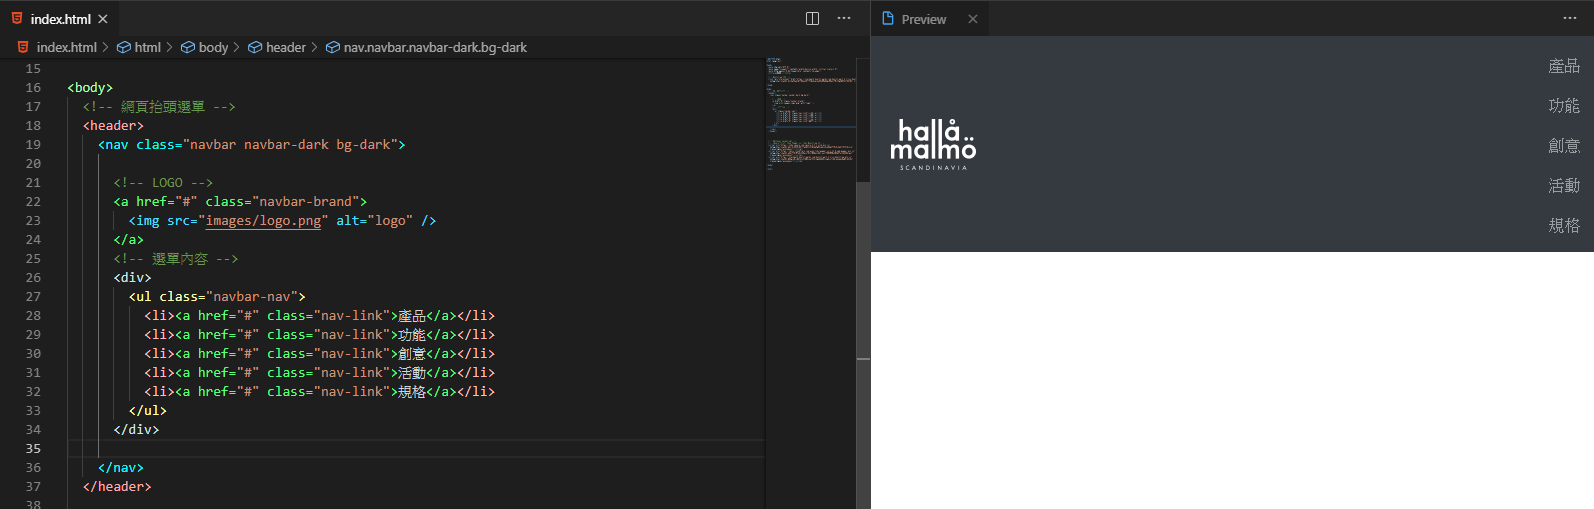 index.html
index.html > html > body > header > nav.navbar.navbar-dark.bg-dark
15
16 <body>
17 <!-- 網頁抬頭選單 -->
18 <header>
19 <nav class="navbar navbar-dark bg-dark">
20
21 <!-- LOGO -->
22 <a href="#" class="navbar-brand">
23 <img src="images/logo.png" alt="logo" />
24 </a>
25 <!-- 選單內容 -->
26 <div>
27 <ul class="navbar-nav">
28 <li><a href="#" class="nav-link">產品</a></li>
29 <li><a href="#" class="nav-link">功能</a></li>
30 <li><a href="#" class="nav-link">創意</a></li>
31 <li><a href="#" class="nav-link">活動</a></li>
32 <li><a href="#" class="nav-link">規格</a></li>
33 </ul>
34 </div>
35
36 </nav>
37 </header>
38
Preview
hallå
malmö
SCANDINAVIA
產品
功能
創意
活動
規格